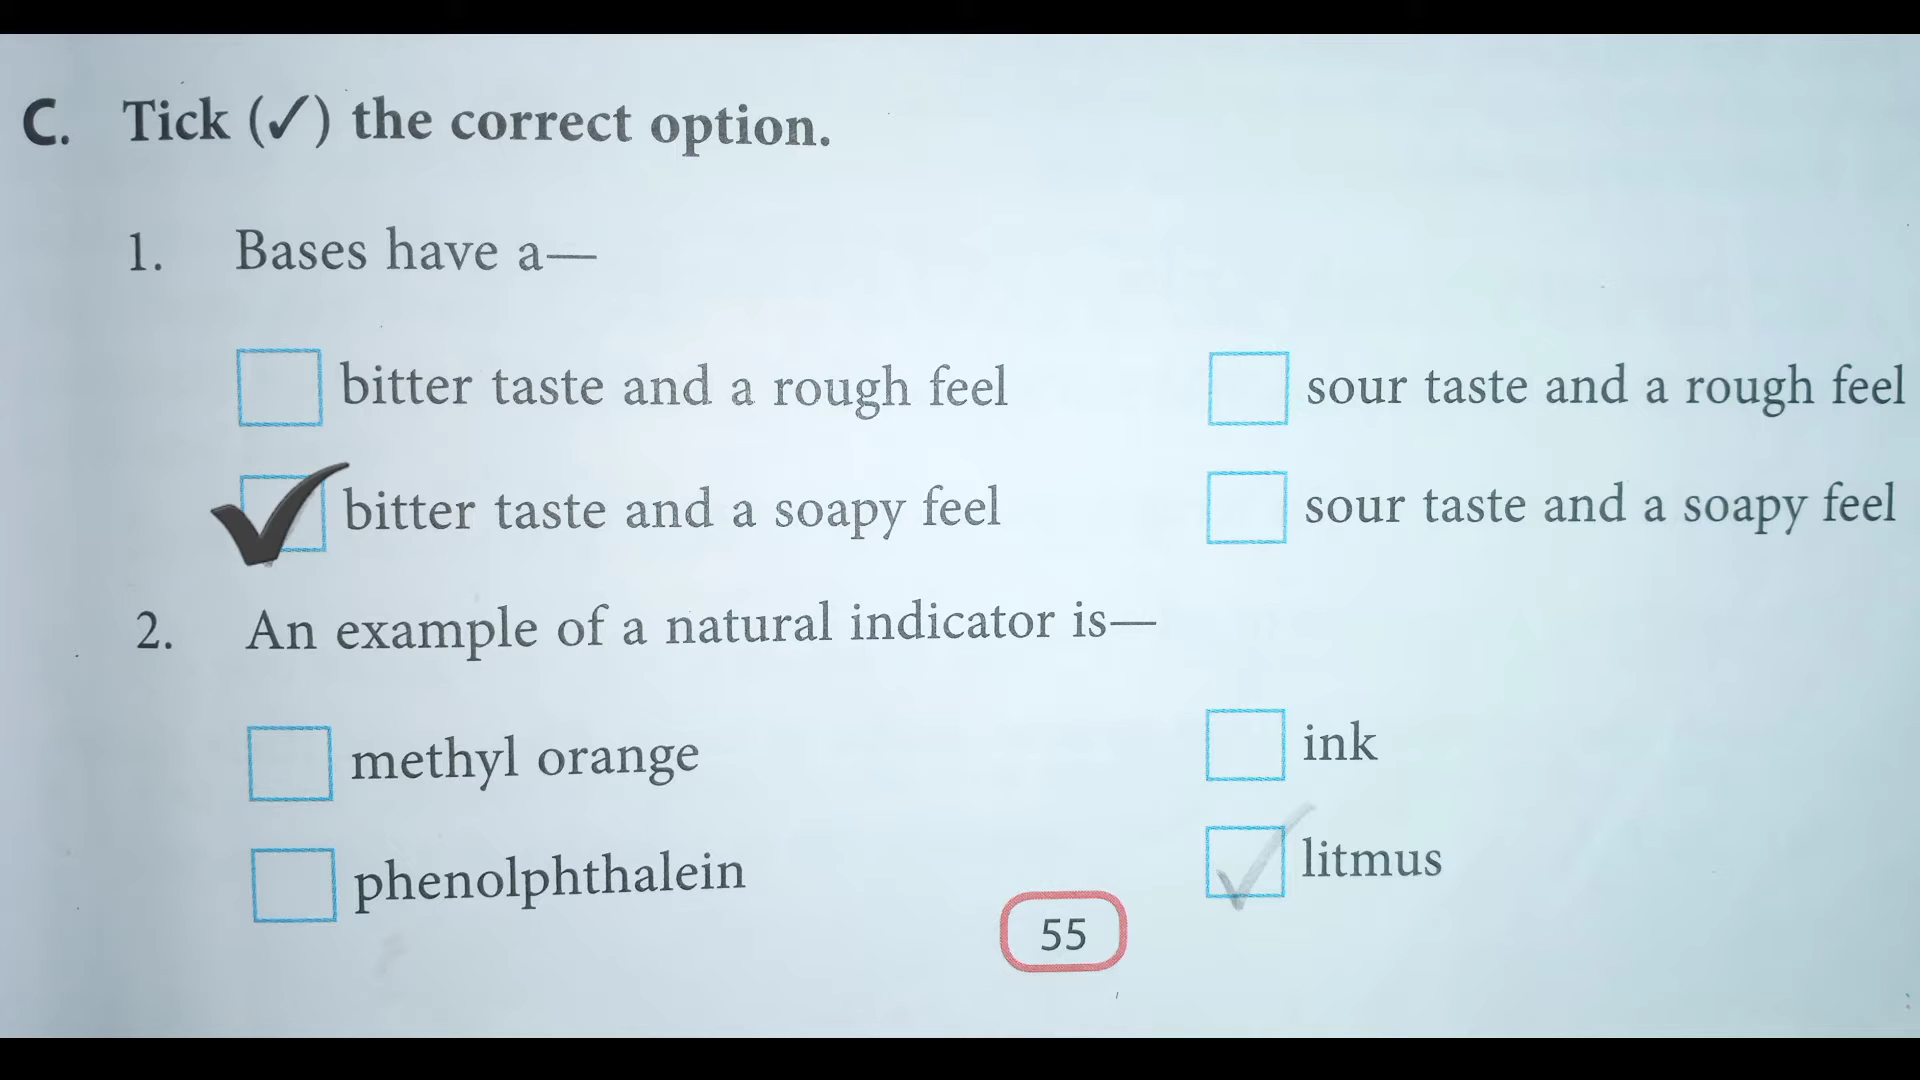 C. Tick (✓) the correct option.
1. Bases have a—
bitter taste and a rough feel
sour taste and a rough feel
bitter taste and a soapy feel
sour taste and a soapy feel
2. An example of a natural indicator is—
methyl orange
ink
phenolphthalein
litmus
55